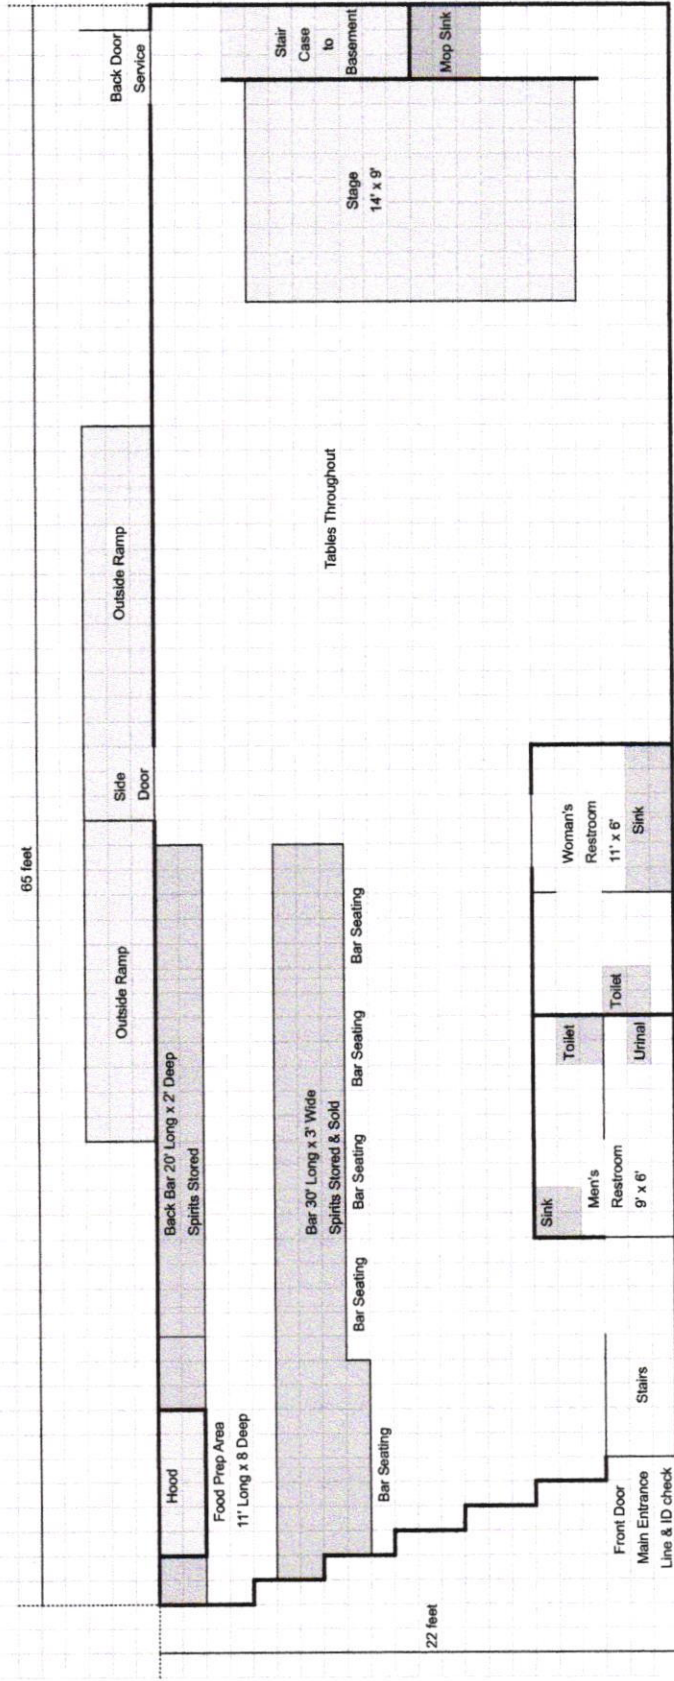 65 feet
22 feet
Outside Ramp
Side
Door
Outside Ramp
Back Door
Service
Hood
Back Bar 20' Long x 2' Deep
Spirits Stored
Food Prep Area
11' Long x 8 Deep
Bar 30' Long x 3' Wide
Spirits Stored & Sold
Bar Seating
Bar Seating
Bar Seating
Bar Seating
Bar Seating
Tables Throughout
Stage
14' x 9'
Stair
Case
to
Basement
Mop Sink
Front Door
Main Entrance
Line & ID check
Stairs
Sink
Men's
Restroom
9' x 6'
Toilet
Urinal
Toilet
Woman's
Restroom
11' x 6'
Sink